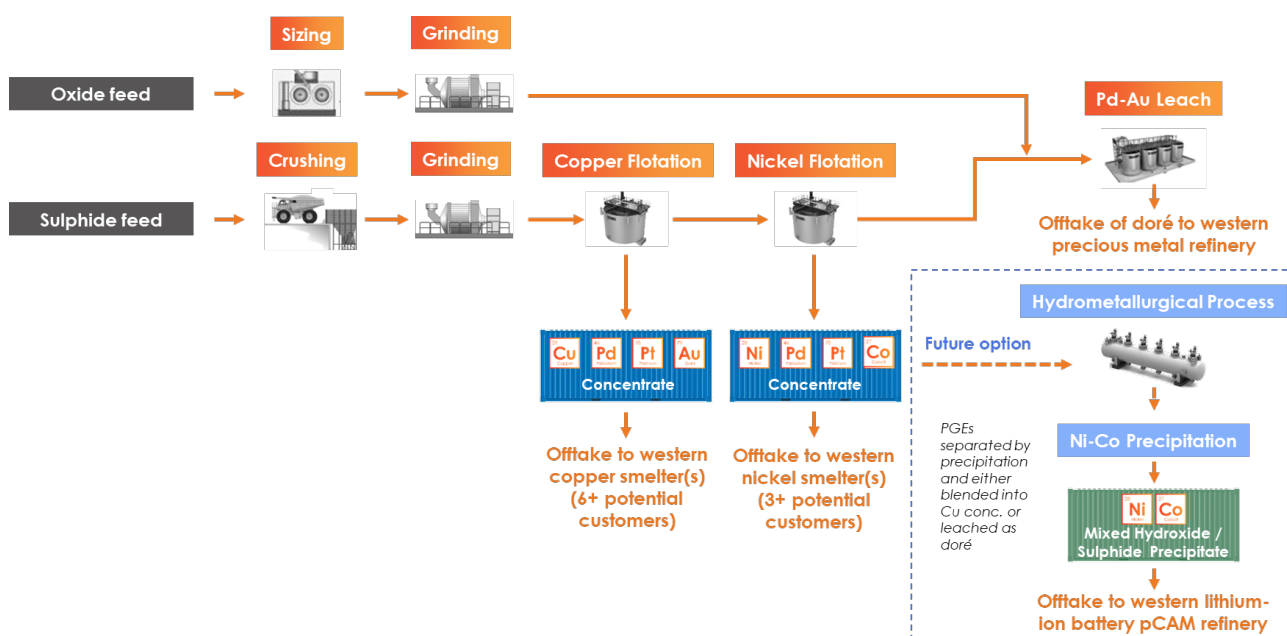 Sizing
Grinding
Oxide feed
Pd-Au Leach
Crushing
Grinding
Copper Flotation
Nickel Flotation
Sulphide feed
Offtake of doré to western
precious metal refinery
Hydrometallurgical Process
Future option
Cu
Pd
Pt
Au
Concentrate
Ni
Pd
Pt
Co
Concentrate
Offtake to western
copper smelter(s)
(6+ potential
customers)
Offtake to western
nickel smelter(s)
(3+ potential
customers)
PGEs
separated by
precipitation
and either
blended into
Cu conc. or
leached as
doré
Ni-Co Precipitation
Ni
Co
Mixed Hydroxide /
Sulphide Precipitate
Offtake to western lithium-
ion battery pCAM refinery